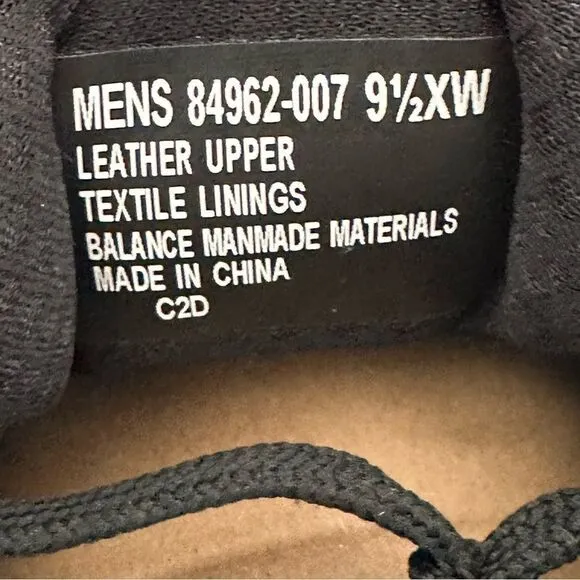 MENS 84962-007 9½XW
LEATHER UPPER
TEXTILE LININGS
BALANCE MANMADE MATERIALS
MADE IN CHINA
C2D